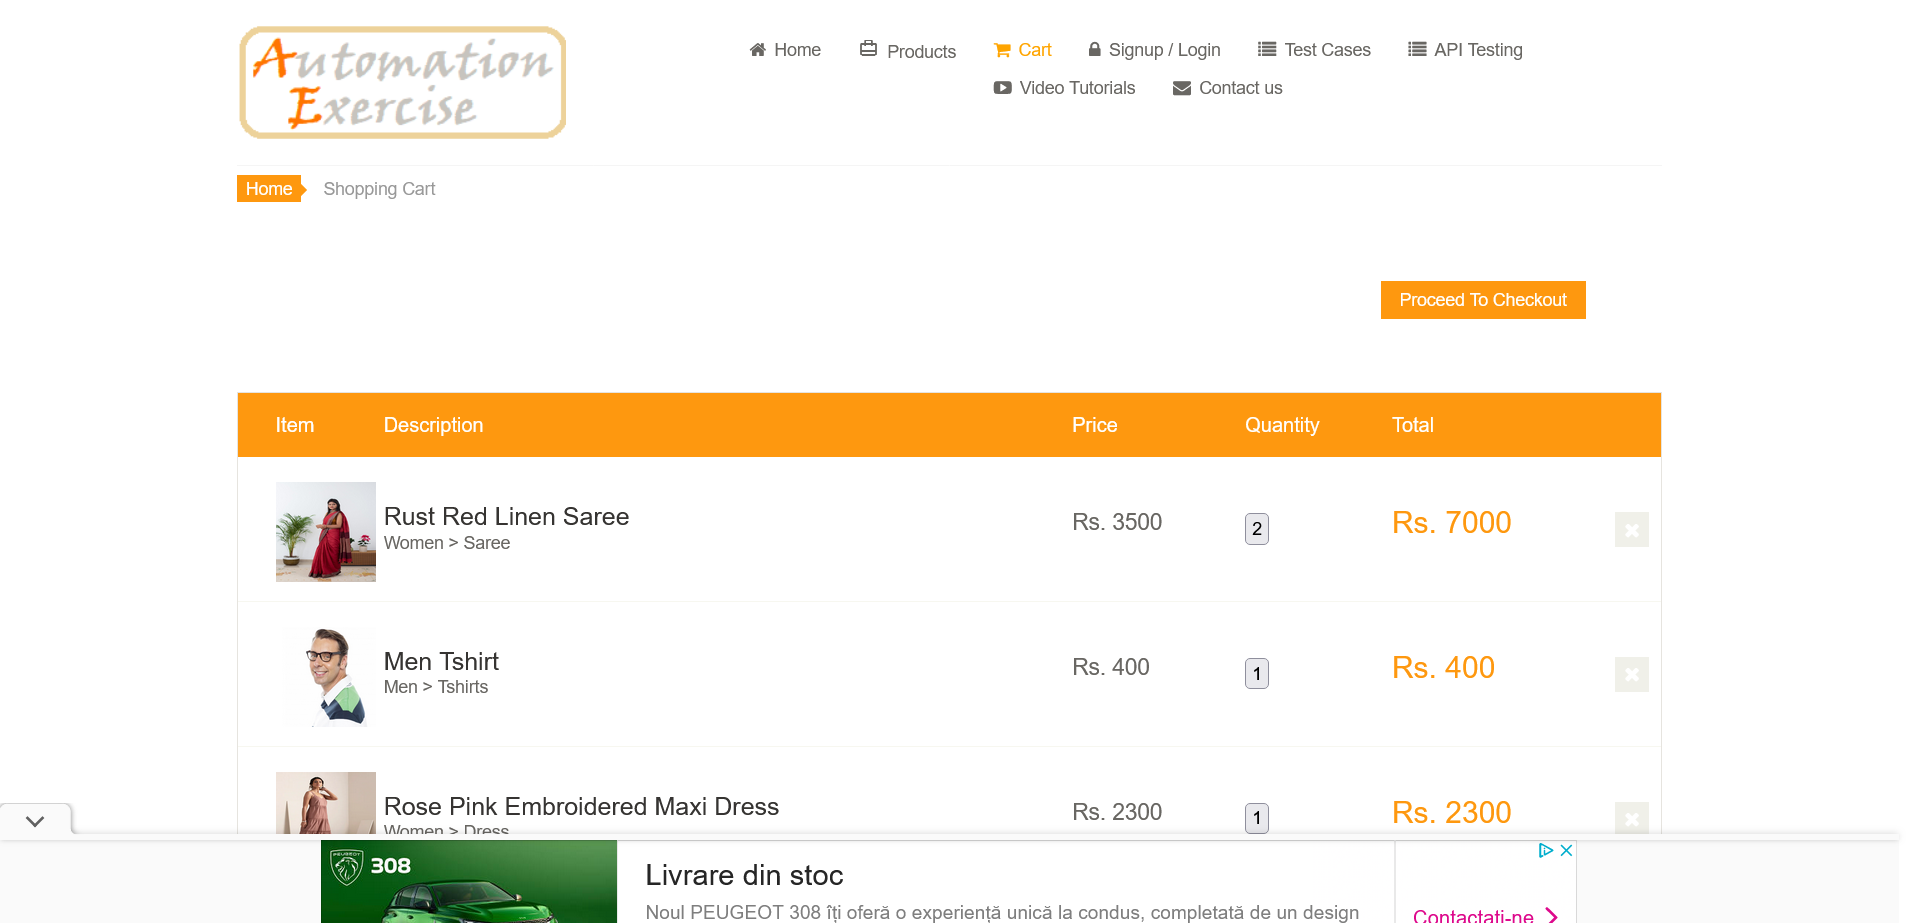 Automation
Exercise
Home
Products
Cart
Signup / Login
Test Cases
API Testing
Video Tutorials
Contact us
Home
Shopping Cart
Proceed To Checkout
Item Description Price Quantity Total
Rust Red Linen Saree
Women > Saree
Rs. 3500
2
Rs. 7000
Men Tshirt
Men > Tshirts
Rs. 400
1
Rs. 400
Rose Pink Embroidered Maxi Dress
Women > Dress
Rs. 2300
1
Rs. 2300
PEUGEOT
308
Livrare din stoc
Noul PEUGEOT 308 îți oferă o experiență unică la condus, completată de un design
Contactați-ne